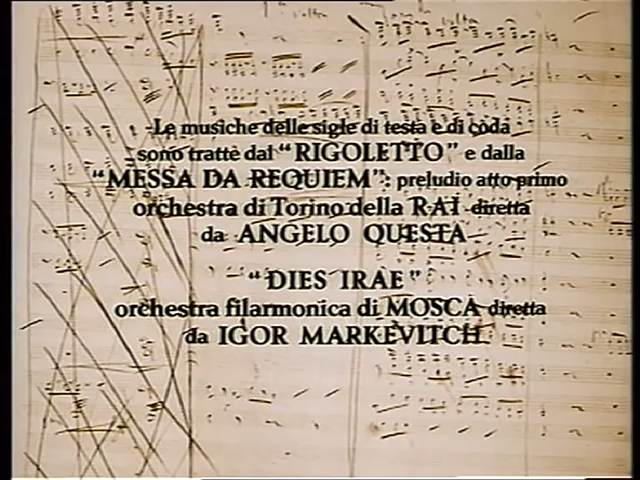 Le musiche delle sigle di testa e di coda
sono tratte dal “RIGOLETTO” e dalla
“MESSA DA REQUIEM”: preludio atto primo
orchestra di Torino della RAI diretta
da ANGELO QUESTA
“DIES IRAE”
orchestra filarmonica di MOSCA diretta
da IGOR MARKEVITCH